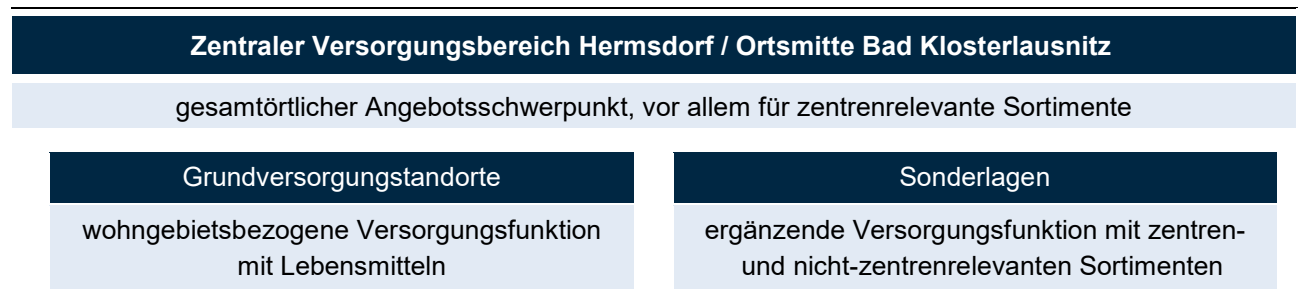 Zentraler Versorgungsbereich Hermsdorf / Ortsmitte Bad Klosterlausnitz
gesamtörtlicher Angebotsschwerpunkt, vor allem für zentrenrelevante Sortimente
Grundversorgungstandorte
wohngebietsbezogene Versorgungsfunktion
mit Lebensmitteln
Sonderlagen
ergänzende Versorgungsfunktion mit zentren-
und nicht-zentrenrelevanten Sortimenten